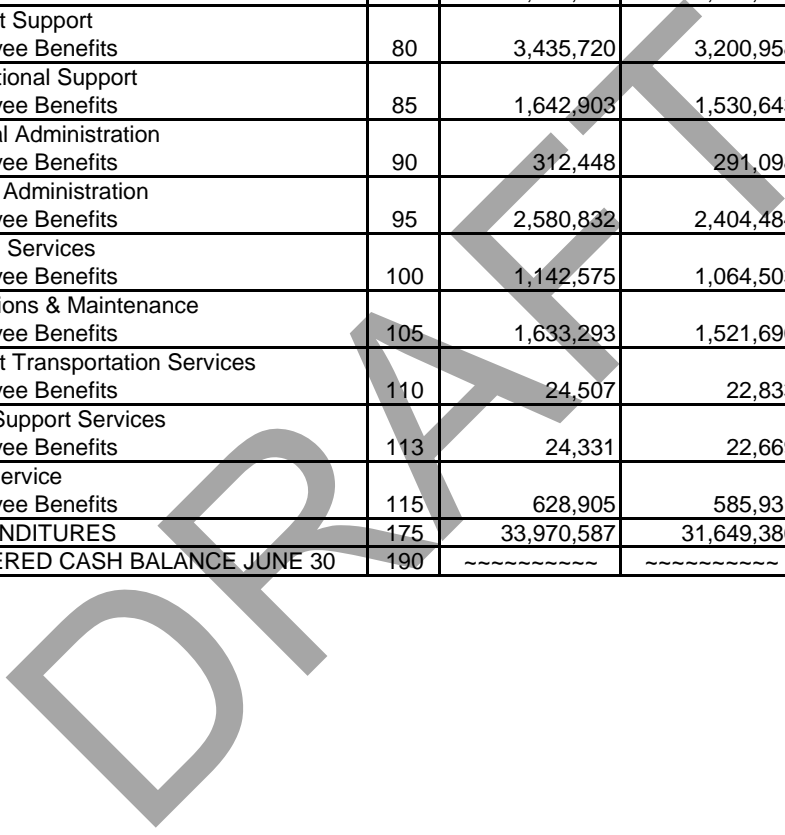 t Support
yee Benefits 80 3,435,720 3,200,95
tional Support
yee Benefits 85 1,642,903 1,530,64
al Administration
yee Benefits 90 312,448 291,09
Administration
yee Benefits 95 2,580,832 2,404,48
Services
yee Benefits 100 1,142,575 1,064,50
ions & Maintenance
yee Benefits 105 1,633,293 1,521,69
t Transportation Services
yee Benefits 110 24,507 22,83
Support Services
yee Benefits 113 24,331 22,66
ervice
yee Benefits 115 628,905 585,93
NDITURES 175 33,970,587 31,649,38
ERED CASH BALANCE JUNE 30 190 ~~~~~~~~~~ ~~~~~~~~~~
DRAFT